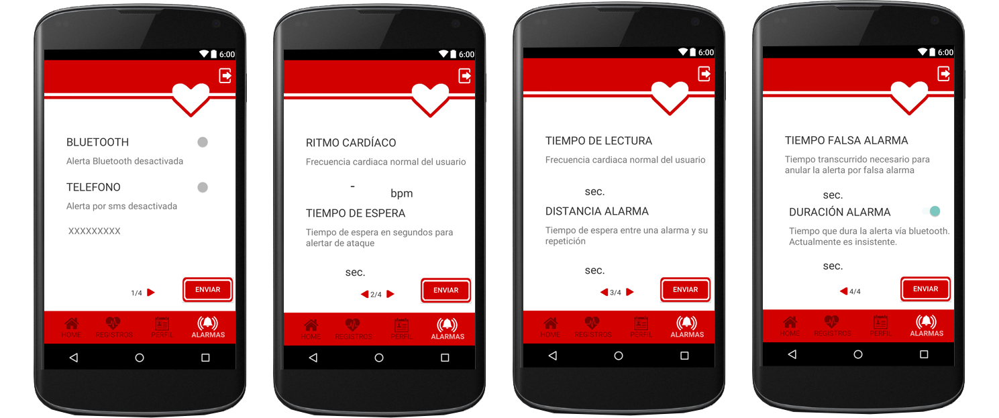 6:00
BLUETOOTH
Alerta Bluetooth desactivada
TELEFONO
Alerta por sms desactivada
XXXXXXXXX
1/4
ENVIAR
HOME
REGISTROS
PERFIL
ALARMAS
6:00
RITMO CARDÍACO
Frecuencia cardiaca normal del usuario
-
bpm
TIEMPO DE ESPERA
Tiempo de espera en segundos para
alertar de ataque
sec.
2/4
ENVIAR
HOME
REGISTROS
PERFIL
ALARMAS
6:00
TIEMPO DE LECTURA
Frecuencia cardiaca normal del usuario
sec.
DISTANCIA ALARMA
Tiempo de espera entre una alarma y su
repetición
sec.
3/4
ENVIAR
HOME
REGISTROS
PERFIL
ALARMAS
6:00
TIEMPO FALSA ALARMA
Tiempo transcurrido necesario para
anular la alerta por falsa alarma
sec.
DURACIÓN ALARMA
Tiempo que dura la alerta vía bluetooth.
Actualmente es insistente.
sec.
4/4
ENVIAR
HOME
REGISTROS
PERFIL
ALARMAS